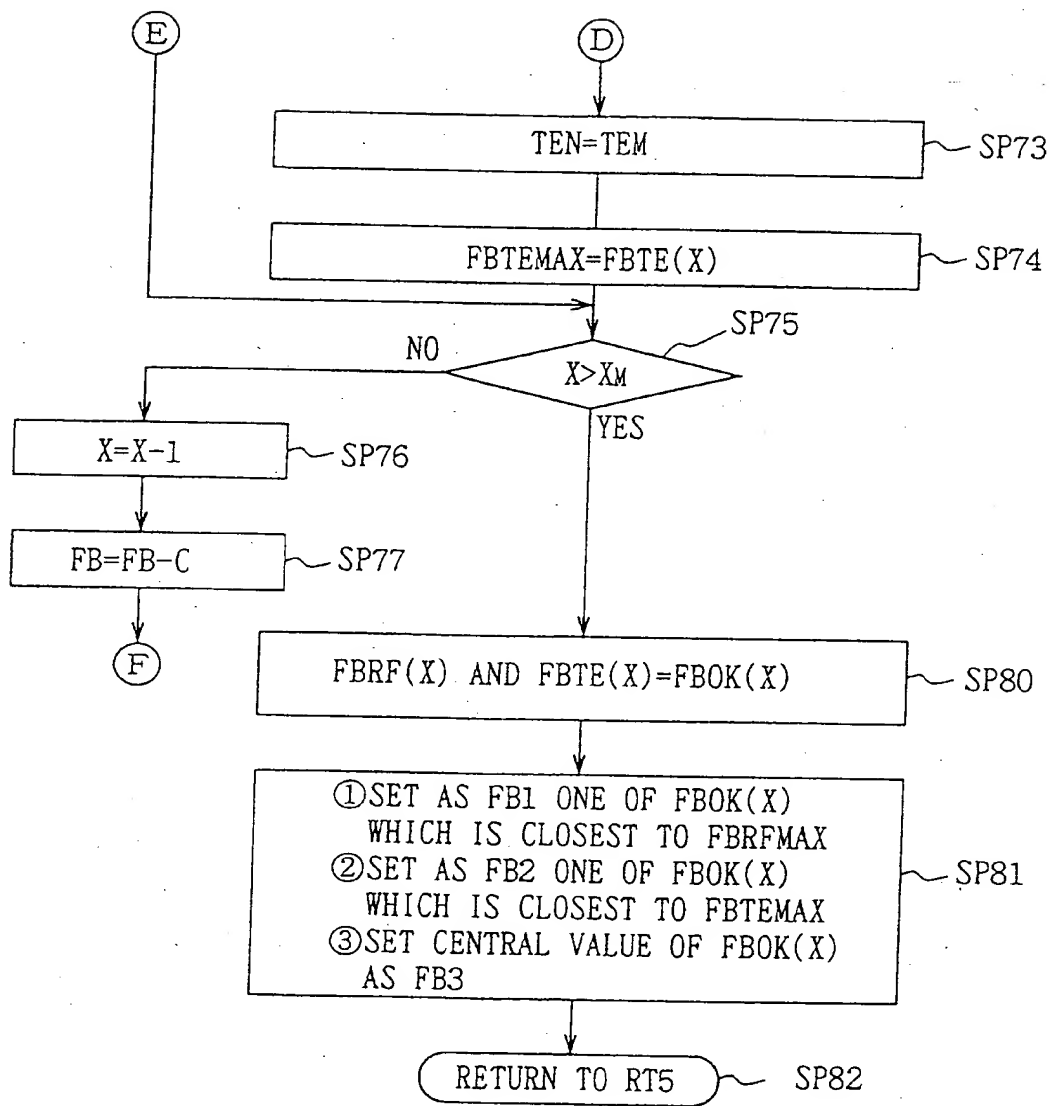 E
D
TEN=TEM
SP73
FBTEMAX=FBTE(X)
SP74
SP75
NO
X>XM
YES
X=X-1
SP76
FB=FB-C
SP77
F
FBRF(X) AND FBTE(X)=FBOK(X)
SP80
①SET AS FB1 ONE OF FBOK(X)
WHICH IS CLOSEST TO FBRFMAX
②SET AS FB2 ONE OF FBOK(X)
WHICH IS CLOSEST TO FBTEMAX
③SET CENTRAL VALUE OF FBOK(X)
AS FB3
SP81
RETURN TO RT5
SP82